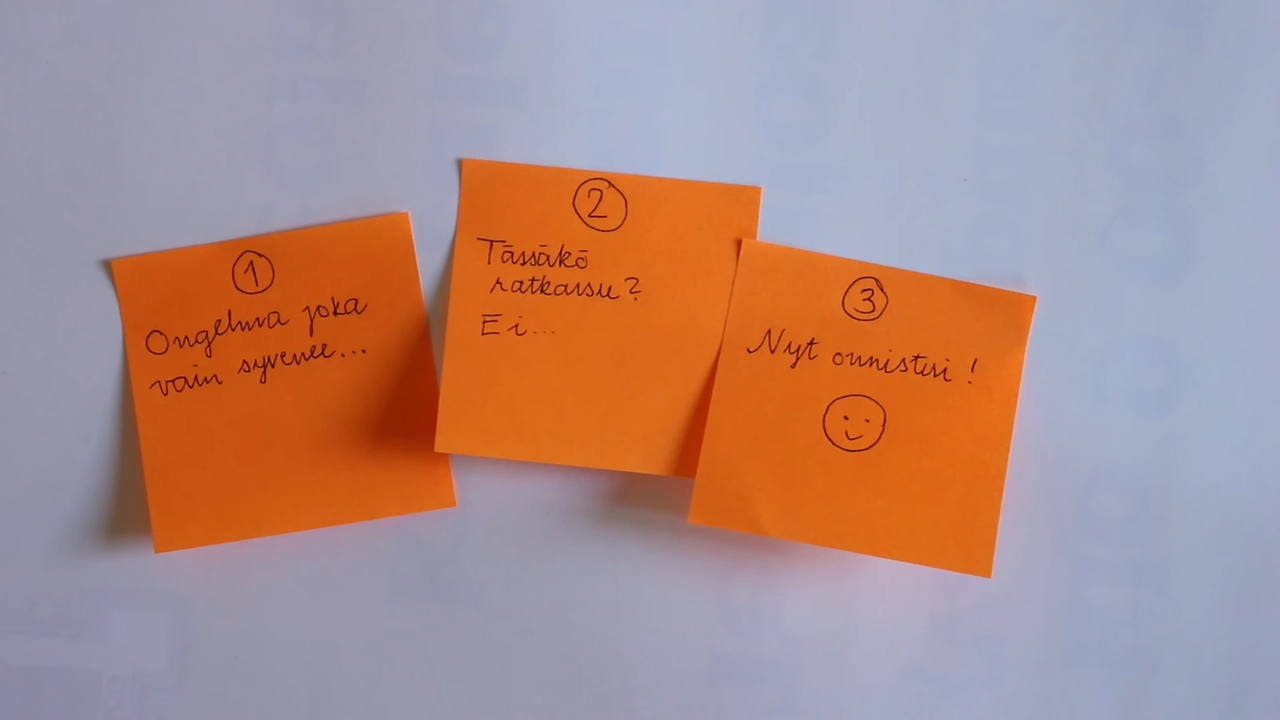 1
Ongelma joka
vain syvenee...
2
Tässäkö
ratkaisu?
Ei...
3
Nyt onnistui!